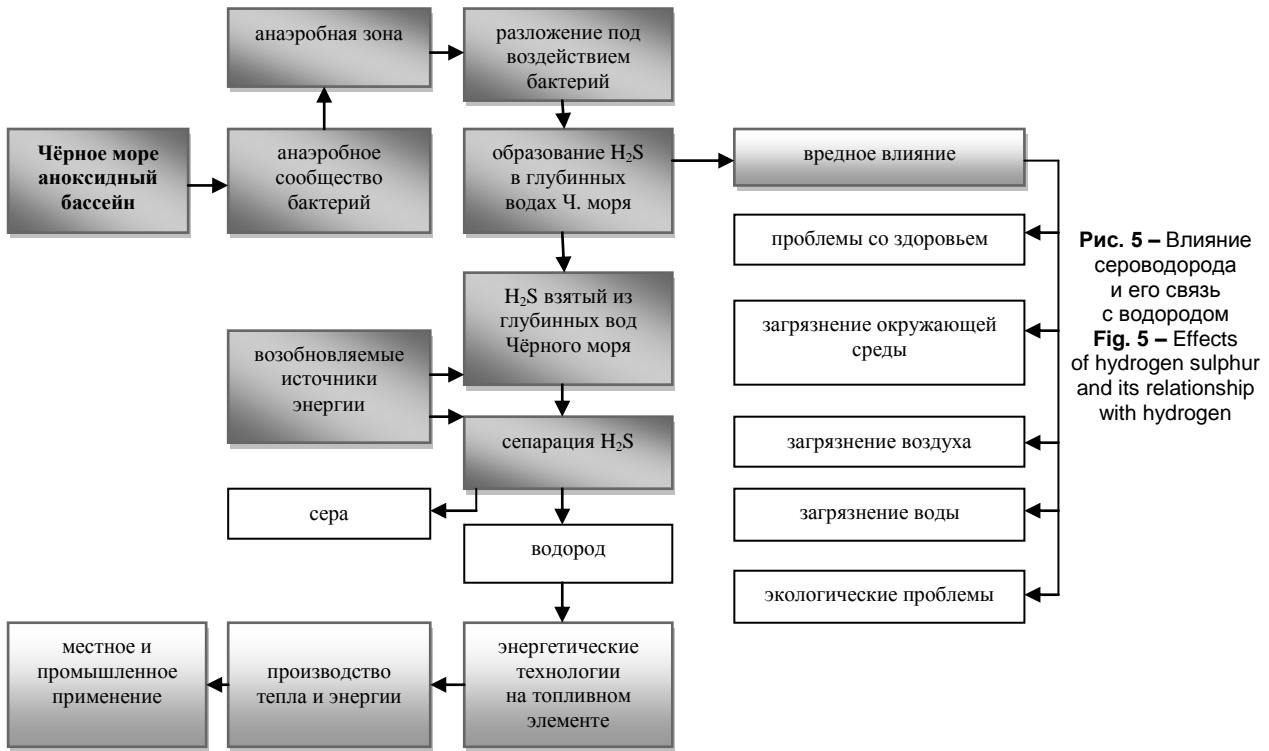 анаэробная зона
разложение под
воздействием
бактерий
Чёрное море
аноксидный
бассейн
анаэробное
сообщество
бактерий
образование H₂S
в глубинных
водах Ч. моря
вредное влияние
проблемы со здоровьем
загрязнение окружающей
среды
загрязнение воздуха
загрязнение воды
экологические проблемы
Рис. 5 – Влияние
сероводорода
и его связь
с водородом
Fig. 5 – Effects
of hydrogen sulphur
and its relationship
with hydrogen
H₂S взятый из
глубинных вод
Чёрного моря
возобновляемые
источники
энергии
сепарация H₂S
сера
водород
энергетические
технологии
на топливном
элементе
производство
тепла и энергии
местное и
промышленное
применение